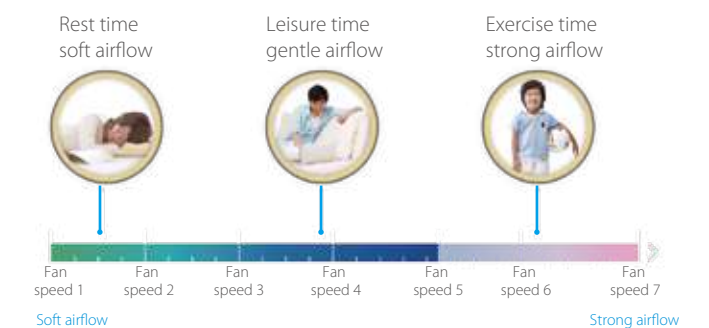 Rest time
soft airflow
Leisure time
gentle airflow
Exercise time
strong airflow
Fan
speed 1
Fan
speed 2
Fan
speed 3
Fan
speed 4
Fan
speed 5
Fan
speed 6
Fan
speed 7
Soft airflow
Strong airflow